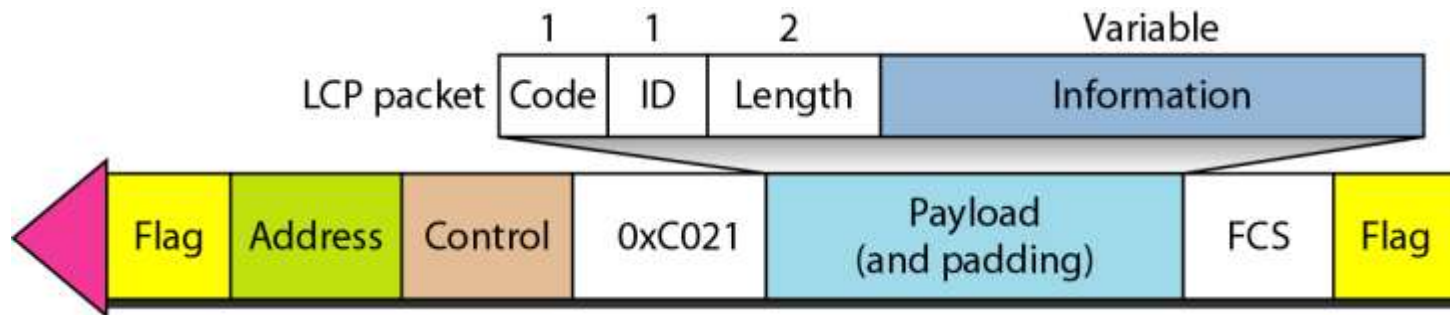 1 1 2 Variable
LCP packet Code ID Length Information
Flag Address Control 0xC021 Payload FCS Flag
(and padding)